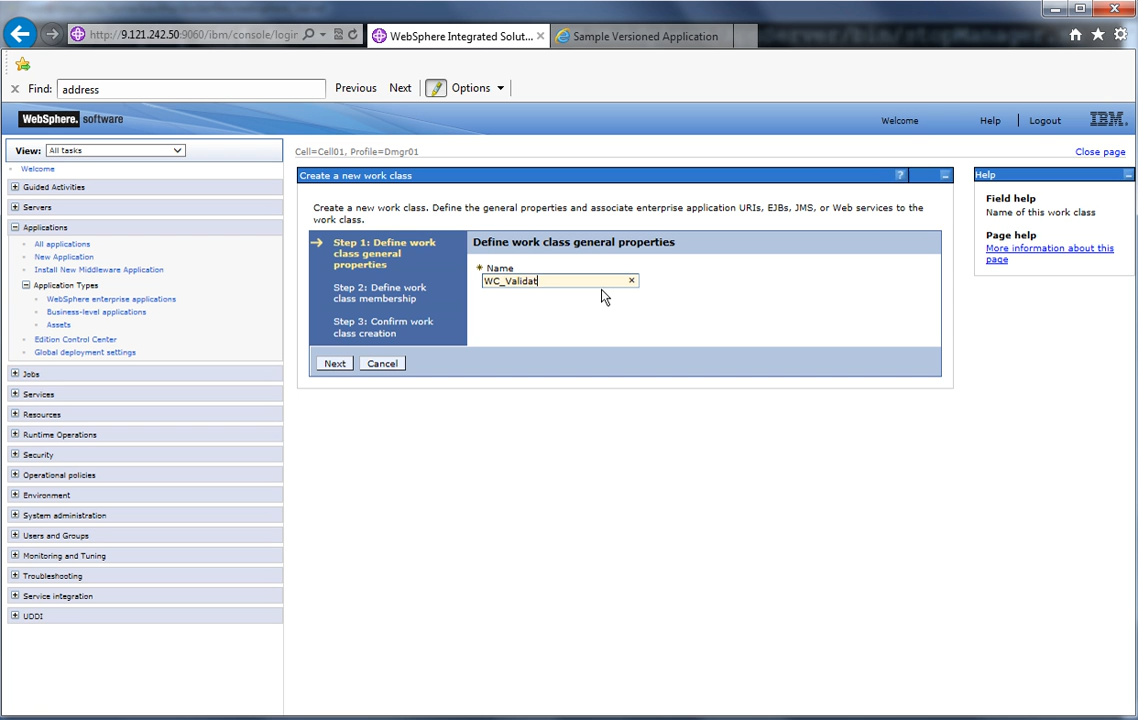 http://9.121.242.50:9060/ibm/console/logir
WebSphere Integrated Solut...
Sample Versioned Application
Find: address Previous Next Options
WebSphere. software
Welcome Help Logout IBM.
View: All tasks
Welcome
Guided Activities
Servers
Applications
All applications
New Application
Install New Middleware Application
Application Types
WebSphere enterprise applications
Business-level applications
Assets
Edition Control Center
Global deployment settings
Jobs
Services
Resources
Runtime Operations
Security
Operational policies
Environment
System administration
Users and Groups
Monitoring and Tuning
Troubleshooting
Service integration
UDDI
Cell=Cell01, Profile=Dmgr01
Close page
Create a new work class
?
Create a new work class. Define the general properties and associate enterprise application URIs, EJBs, JMS, or Web services to the
work class.
Step 1: Define work
class general
properties
Step 2: Define work
class membership
Step 3: Confirm work
class creation
Define work class general properties
Name
WC_Validat
Next Cancel
Help
Field help
Name of this work class
Page help
More information about this
page